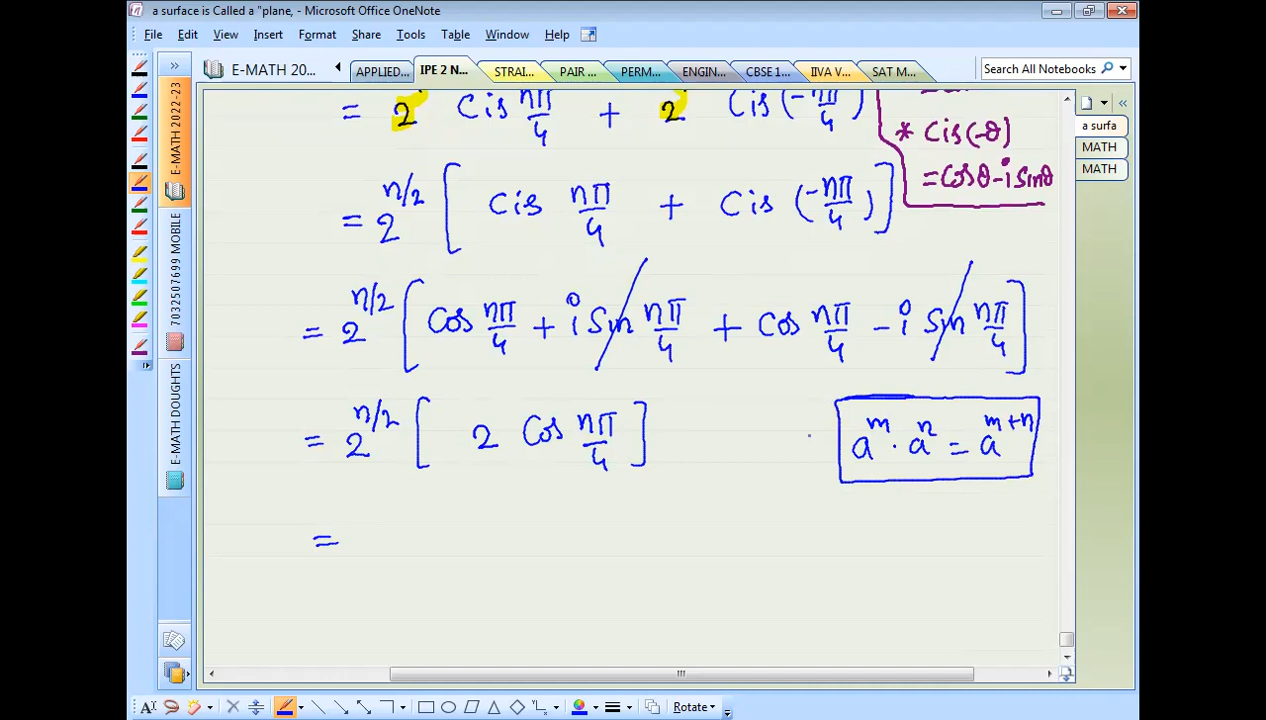 a surface is Called a "plane, - Microsoft Office OneNote
File Edit View Insert Format Share Tools Table Window Help
E-MATH 20... APPLIED... IPE 2 N... STRAI... PAIR ... PERM... ENGIN... CBSE 1... IIVA V... SAT M... Search All Notebooks
E-MATH 2022-23
7032507699 MOBILE
E-MATH DOUGHTS
a surfa
MATH
MATH
= 2 Cis nπ/4 + 2 Cis(-nπ/4)
* Cis(-θ)
= Cosθ - i Sinθ
= 2^{n/2} [ Cis nπ/4 + Cis (-nπ/4) ]
= 2^{n/2} [ Cos nπ/4 + i Sin nπ/4 + Cos nπ/4 - i Sin nπ/4 ]
= 2^{n/2} [ 2 Cos nπ/4 ]
a^m · a^n = a^{m+n}
=
Rotate